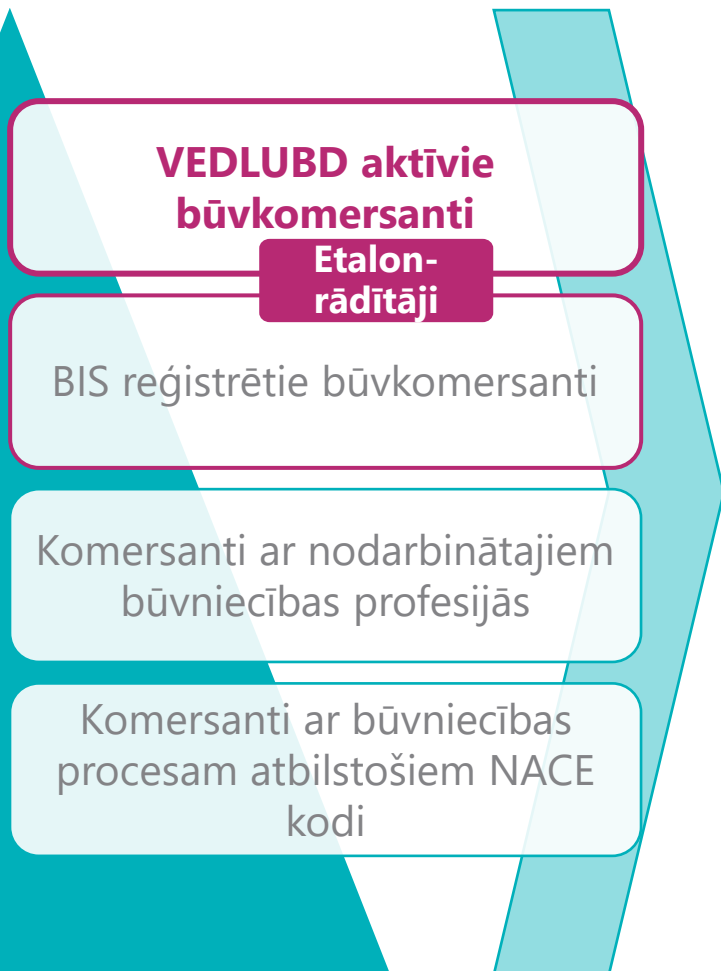 VEDLUBD aktīvie
būvkomersanti
Etalon-
rādītāji
BIS reģistrētie būvkomersanti
Komersanti ar nodarbinātajiem
būvniecības profesijās
Komersanti ar būvniecības
procesam atbilstošiem NACE
kodi